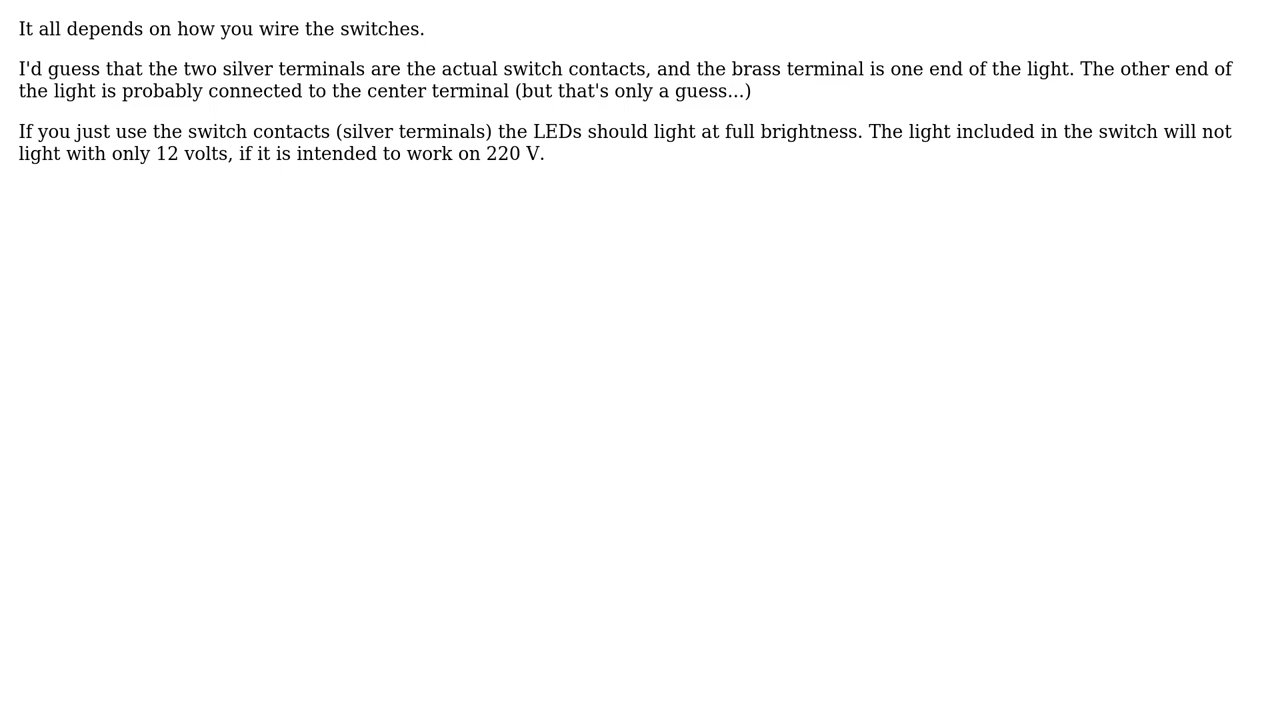 It all depends on how you wire the switches.
I'd guess that the two silver terminals are the actual switch contacts, and the brass terminal is one end of the light. The other end of
the light is probably connected to the center terminal (but that's only a guess...)
If you just use the switch contacts (silver terminals) the LEDs should light at full brightness. The light included in the switch will not
light with only 12 volts, if it is intended to work on 220 V.